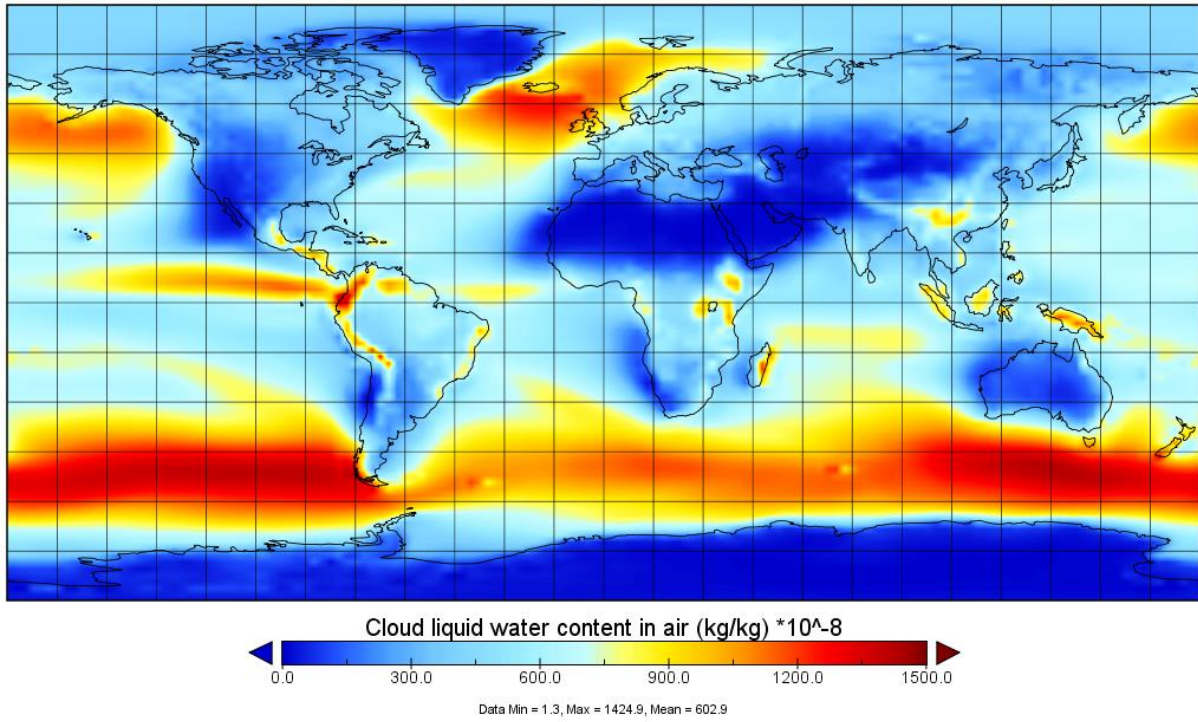 Cloud liquid water content in air (kg/kg) *10^-8
0.0 300.0 600.0 900.0 1200.0 1500.0
Data Min = 1.3, Max = 1424.9, Mean = 602.9